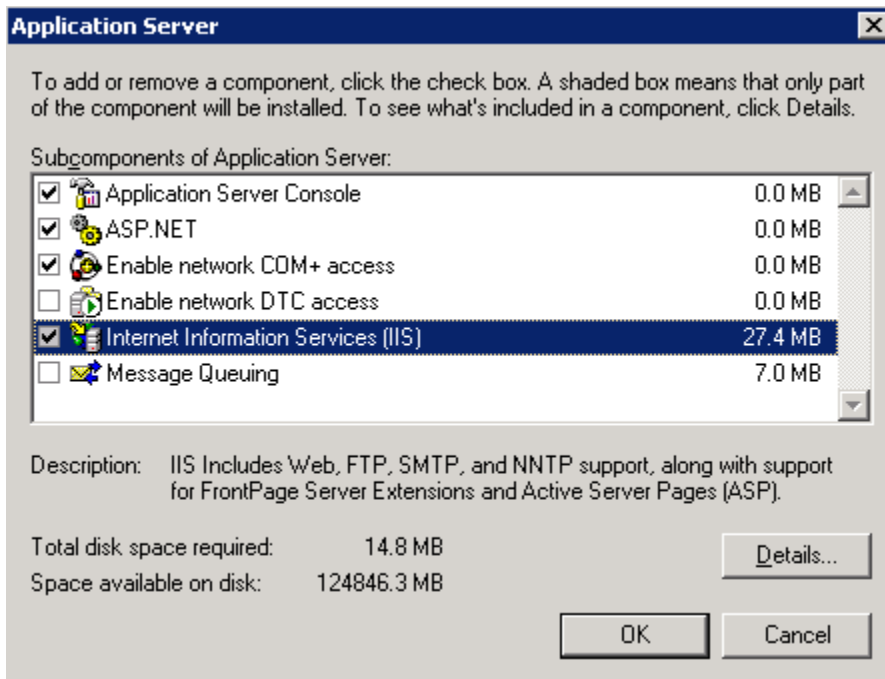 Application Server
To add or remove a component, click the check box. A shaded box means that only part
of the component will be installed. To see what's included in a component, click Details.
Subcomponents of Application Server:
Application Server Console 0.0 MB
ASP.NET 0.0 MB
Enable network COM+ access 0.0 MB
Enable network DTC access 0.0 MB
Internet Information Services (IIS) 27.4 MB
Message Queuing 7.0 MB
Description: IIS Includes Web, FTP, SMTP, and NNTP support, along with support
for FrontPage Server Extensions and Active Server Pages (ASP).
Total disk space required: 14.8 MB
Space available on disk: 124846.3 MB
Details...
OK Cancel